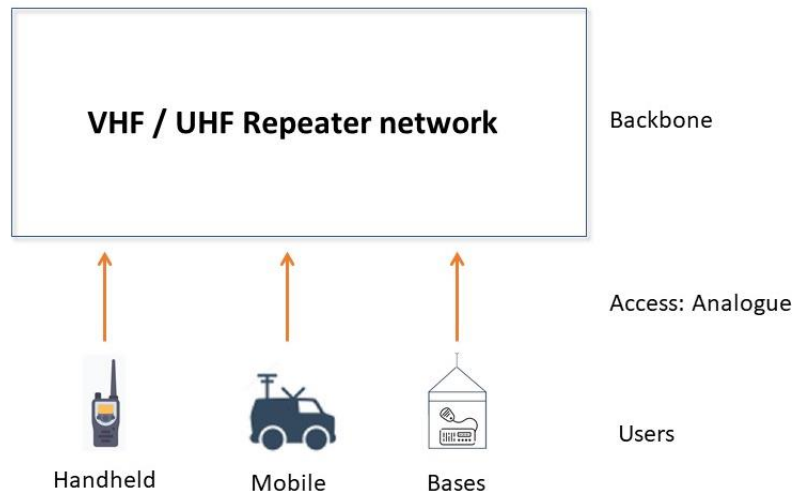 VHF / UHF Repeater network
Backbone
Access: Analogue
Users
Handheld
Mobile
Bases